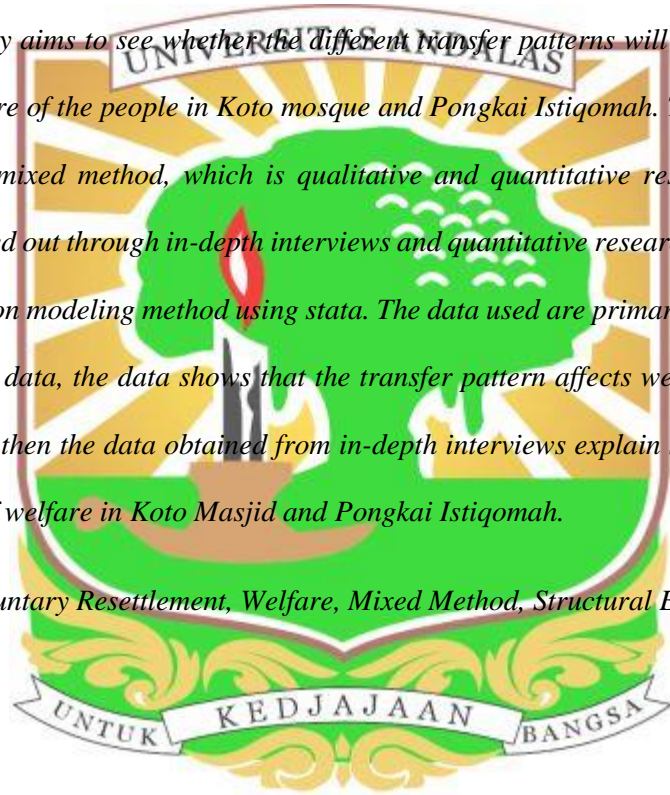 y aims to see whether the different transfer patterns will
UNIVERSITAS ANDALAS
re of the people in Koto mosque and Pongkai Istiqomah.
mixed method, which is qualitative and quantitative res
ed out through in-depth interviews and quantitative resear
on modeling method using stata. The data used are primar
data, the data shows that the transfer pattern affects we
then the data obtained from in-depth interviews explain
f welfare in Koto Masjid and Pongkai Istiqomah.
untary Resettlement, Welfare, Mixed Method, Structural E
UNTUK KEDJAJAAN BANGSA